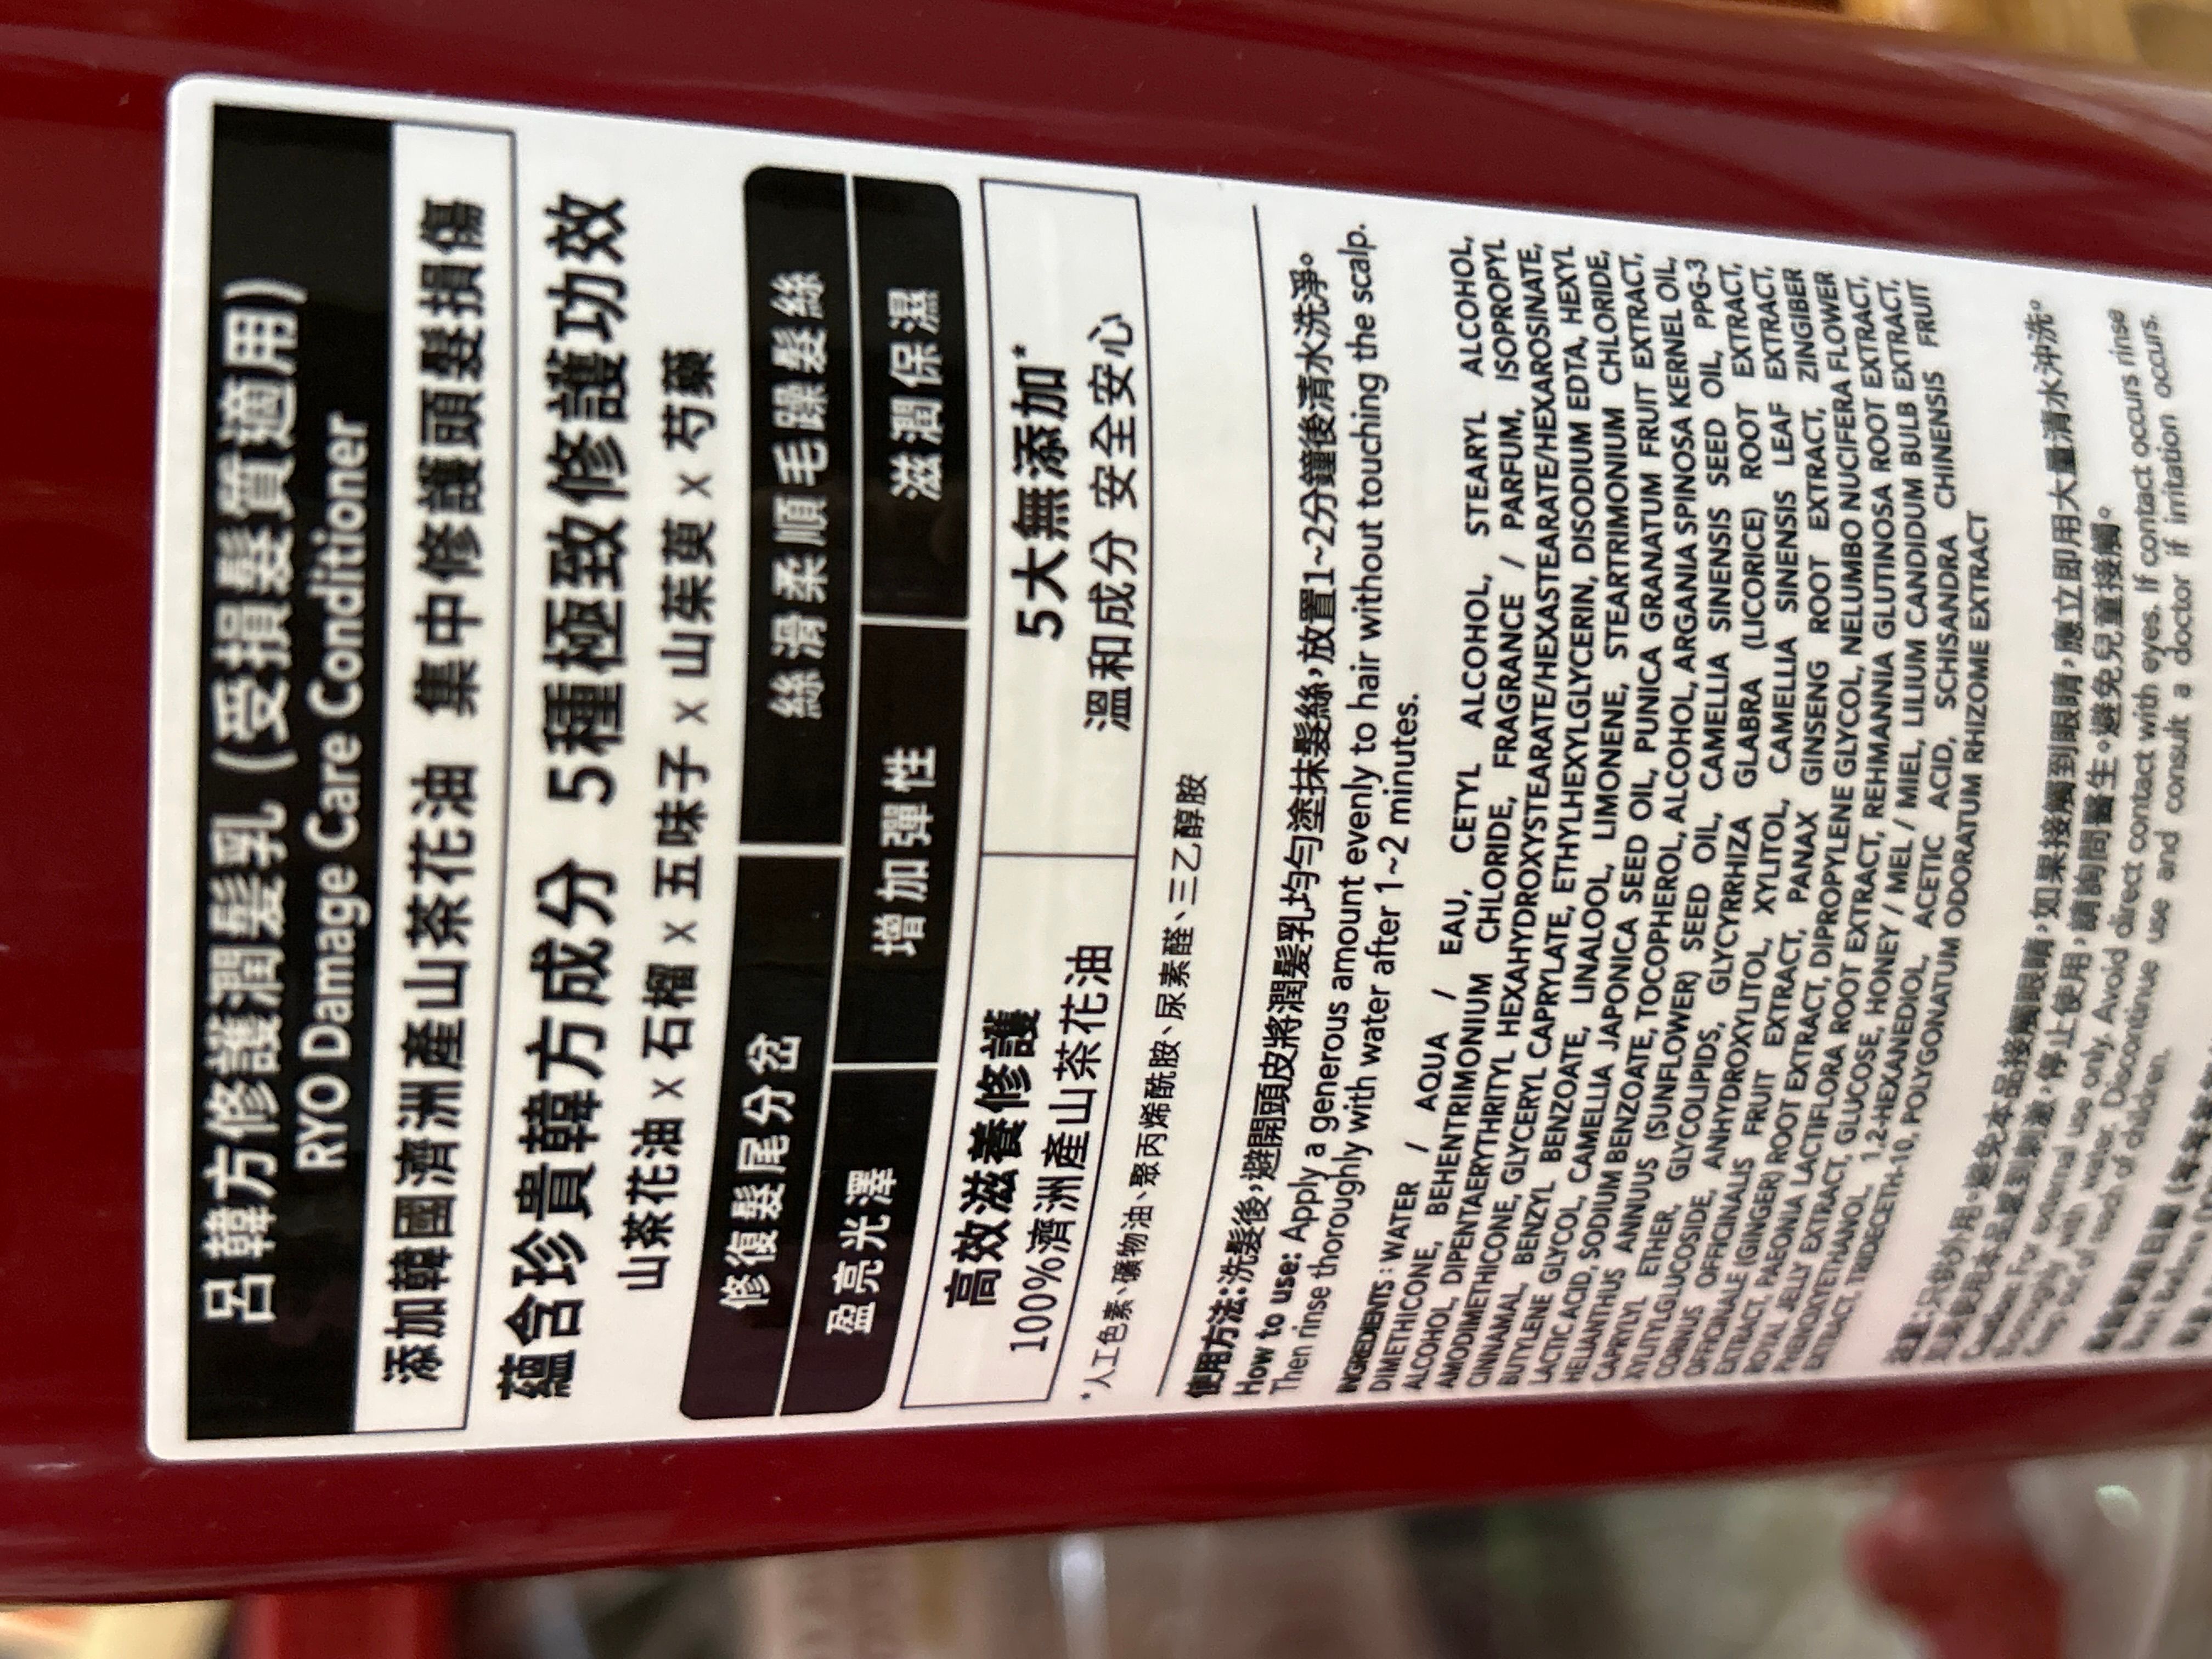 呂韓方修護潤髮乳 (受損髮質適用)
RYO Damage Care Conditioner
添加韓國濟洲產山茶花油 集中修護頭髮損傷
蘊含珍貴韓方成分 5種極致修護功效
山茶花油 x 石榴 x 五味子 x 山茱萸 x 芍藥
修復髮尾分岔 絲滑柔順毛躁髮絲
盈亮光澤 增加彈性 滋潤保濕
高效滋養修護 5大無添加*
100%濟洲產山茶花油 溫和成分 安全安心
*人工色素、礦物油、聚丙烯酰胺、尿素醛、三乙醇胺
使用方法:洗髮後,避開頭皮將潤髮乳均勻塗抹髮絲,放置1~2分鐘後清水洗淨。
How to use: Apply a generous amount evenly to hair without touching the scalp.
Then rinse thoroughly with water after 1~2 minutes.
INGREDIENTS : WATER / AQUA / EAU, CETYL ALCOHOL, STEARYL ALCOHOL,
DIMETHICONE, BEHENTRIMONIUM CHLORIDE, FRAGRANCE / PARFUM, ISOPROPYL
ALCOHOL, DIPENTAERYTHRITYL HEXAHYDROXYSTEARATE/HEXASTEARATE/HEXAROSINATE,
AMODIMETHICONE, GLYCERYL CAPRYLATE, ETHYLHEXYLGLYCERIN, DISODIUM EDTA, HEXYL
CINNAMAL, BENZYL BENZOATE, LINALOOL, LIMONENE, STEARTRIMONIUM CHLORIDE,
BUTYLENE GLYCOL, CAMELLIA JAPONICA SEED OIL, PUNICA GRANATUM FRUIT EXTRACT,
LACTIC ACID, SODIUM BENZOATE, TOCOPHEROL, ALCOHOL, ARGANIA SPINOSA KERNEL OIL,
HELIANTHUS ANNUUS (SUNFLOWER) SEED OIL, CAMELLIA SINENSIS SEED OIL, PPG-3
CAPRYLYL ETHER, GLYCOLIPIDS, GLYCYRRHIZA GLABRA (LICORICE) ROOT EXTRACT,
XYLITYLGLUCOSIDE, ANHYDROXYLITOL, XYLITOL, CAMELLIA SINENSIS LEAF EXTRACT,
CORNUS OFFICINALIS FRUIT EXTRACT, PANAX GINSENG ROOT EXTRACT, ZINGIBER
OFFICINALE (GINGER) ROOT EXTRACT, DIPROPYLENE GLYCOL, NELUMBO NUCIFERA FLOWER
EXTRACT, PAEONIA LACTIFLORA ROOT EXTRACT, REHMANNIA GLUTINOSA ROOT EXTRACT,
ROYAL JELLY EXTRACT, GLUCOSE, HONEY / MEL / MIEL, LILIUM CANDIDUM BULB EXTRACT,
PHENOXYETHANOL, 1,2-HEXANEDIOL, ACETIC ACID, SCHISANDRA CHINENSIS FRUIT
EXTRACT, TRIDECETH-10, POLYGONATUM ODORATUM RHIZOME EXTRACT
注意:只供外用。避免本品接觸眼睛,如果接觸到眼睛,應立即用大量清水沖洗。
如果使用本品感到刺激,停止使用,請詢問醫生。避免兒童接觸。
Caution: For external use only. Avoid direct contact with eyes. If contact occurs rinse
thoroughly with water. Discontinue use and consult a doctor if irritation occurs.
Keep out of reach of children.